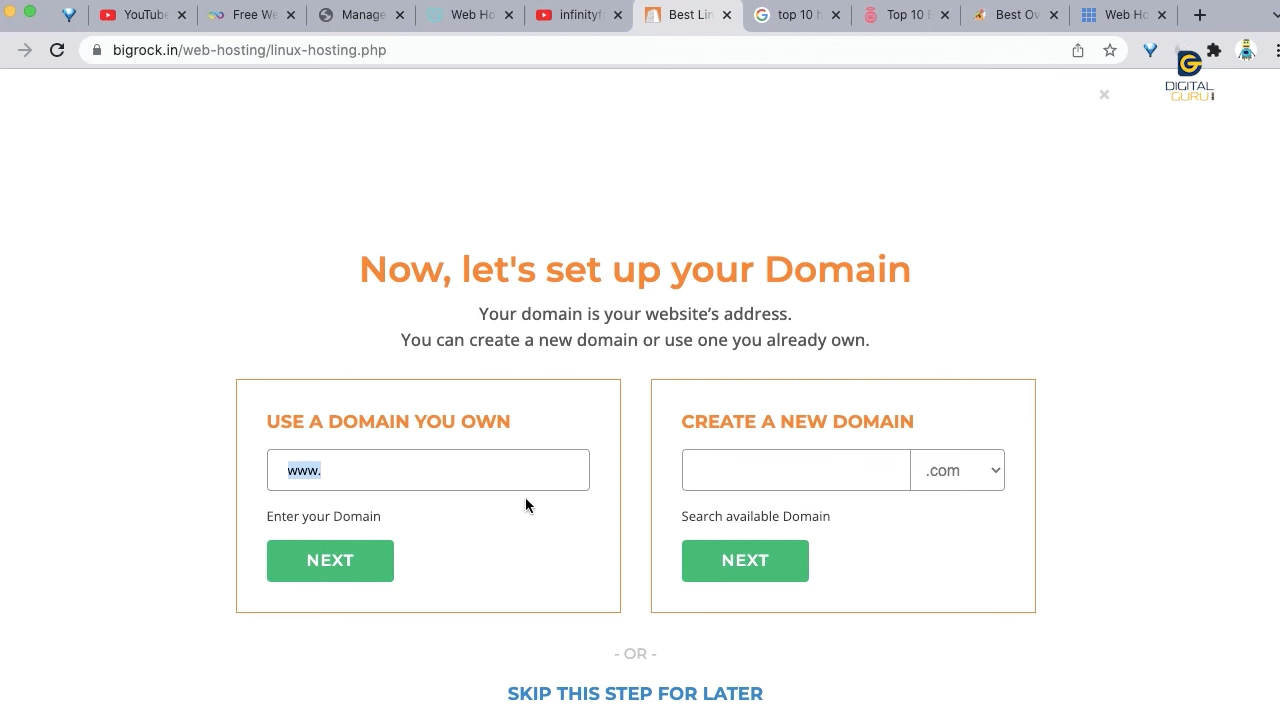 YouTube
Free We
Manage
Web Ho
infinityf
Best Lin
top 10 h
Top 10 B
Best Ov
Web Ho
bigrock.in/web-hosting/linux-hosting.php
DIGITAL
GURU
Now, let's set up your Domain
Your domain is your website’s address.
You can create a new domain or use one you already own.
USE A DOMAIN YOU OWN
www.
Enter your Domain
NEXT
CREATE A NEW DOMAIN
.com
Search available Domain
NEXT
- OR -
SKIP THIS STEP FOR LATER